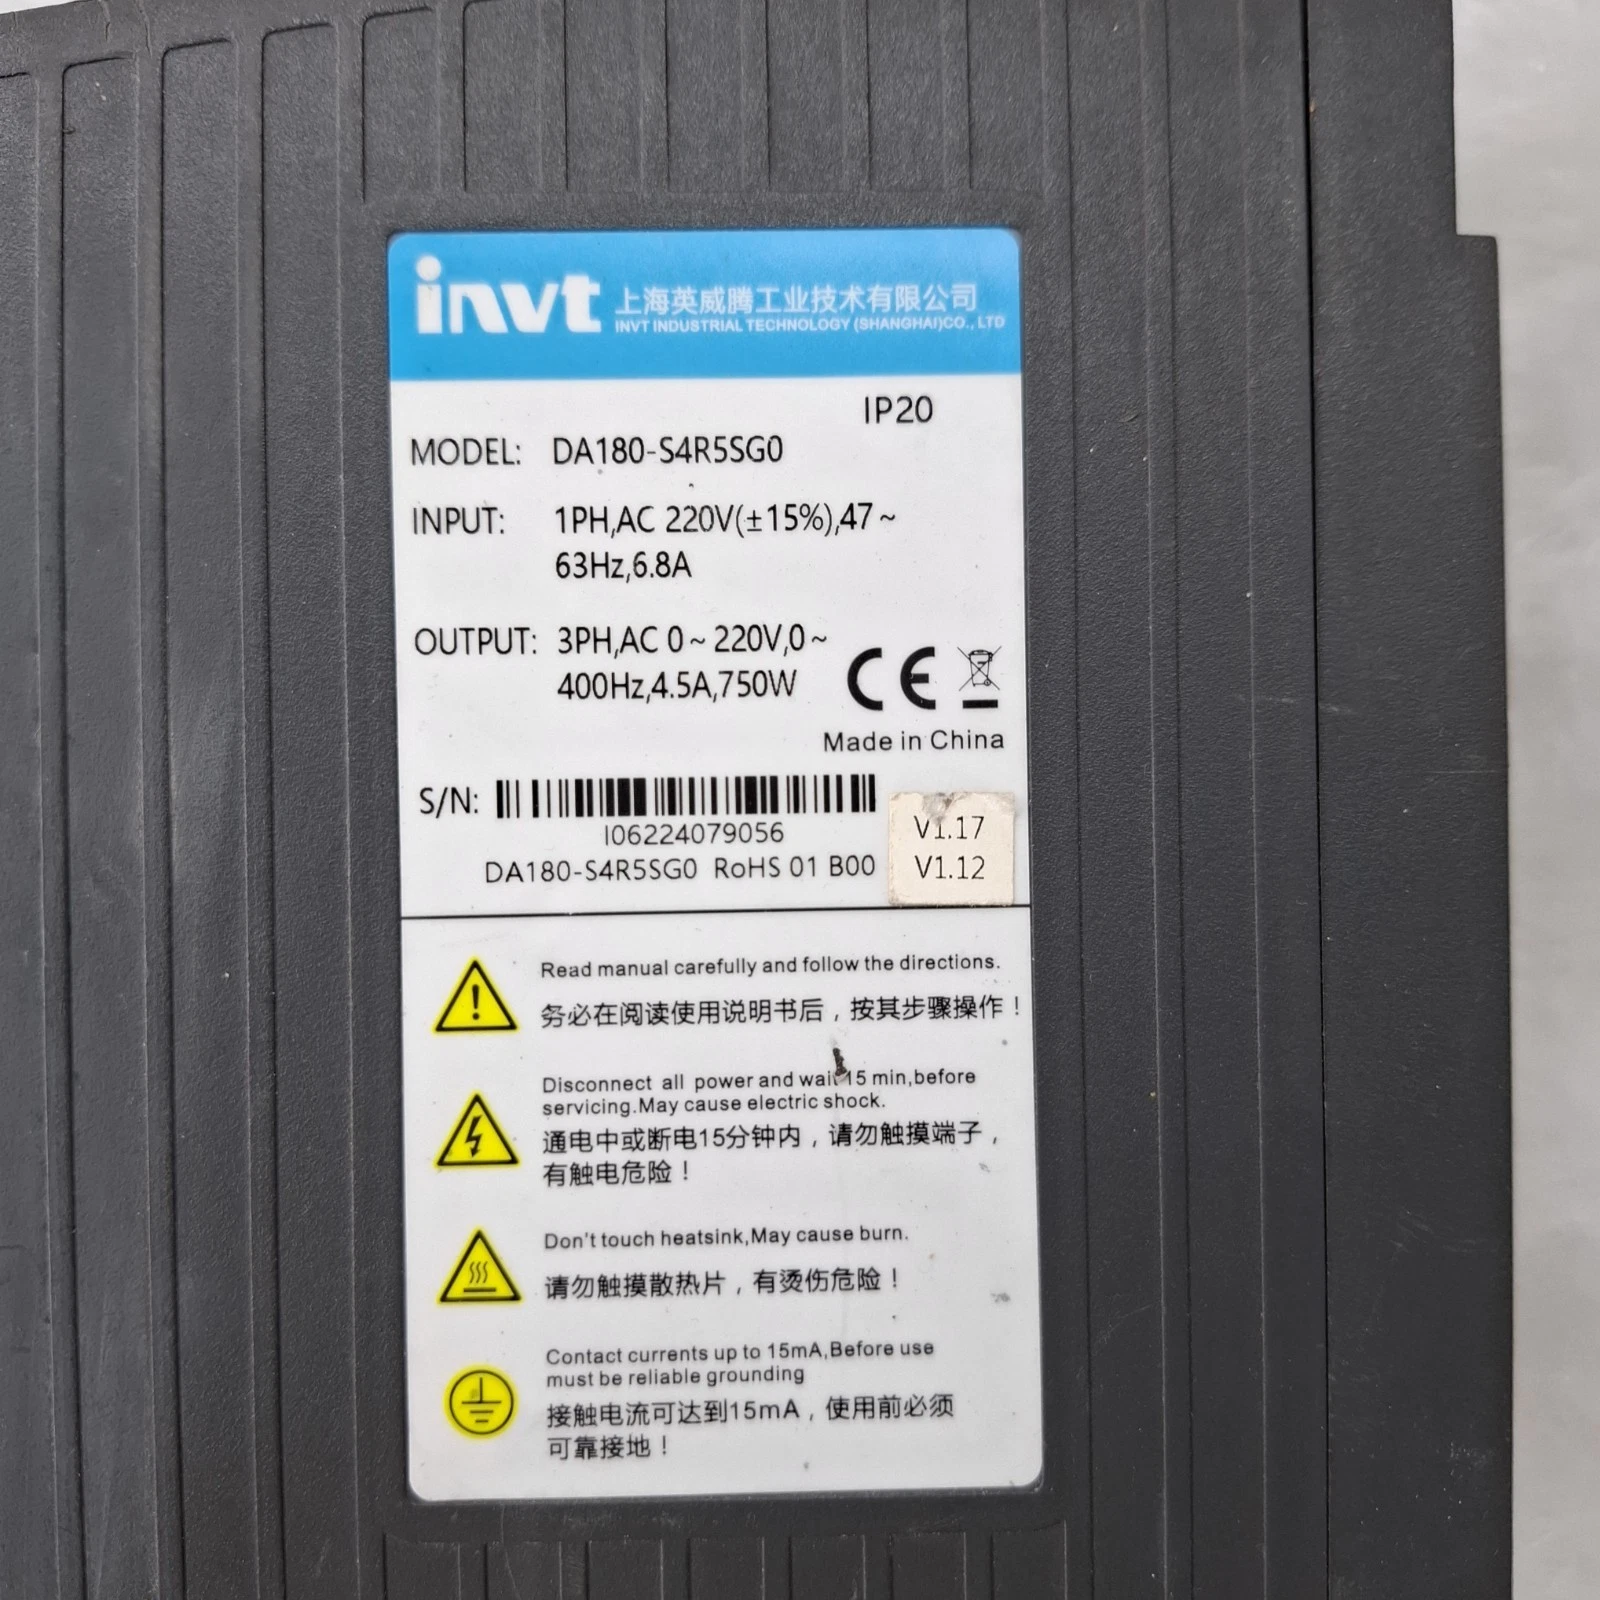 invt 上海英威腾工业技术有限公司
INVT INDUSTRIAL TECHNOLOGY (SHANGHAI)CO., LTD
IP20
MODEL: DA180-S4R5SG0
INPUT: 1PH,AC 220V(±15%),47~
63Hz,6.8A
OUTPUT: 3PH,AC 0~220V,0~
400Hz,4.5A,750W
CE
Made in China
S/N:
I06224079056
DA180-S4R5SG0 RoHS 01 B00
V1.17
V1.12
Read manual carefully and follow the directions.
务必在阅读使用说明书后，按其步骤操作！
Disconnect all power and wait 15 min,before
servicing.May cause electric shock.
通电中或断电15分钟内，请勿触摸端子，
有触电危险！
Don't touch heatsink,May cause burn.
请勿触摸散热片，有烫伤危险！
Contact currents up to 15mA,Before use
must be reliable grounding
接触电流可达到15mA，使用前必须
可靠接地！